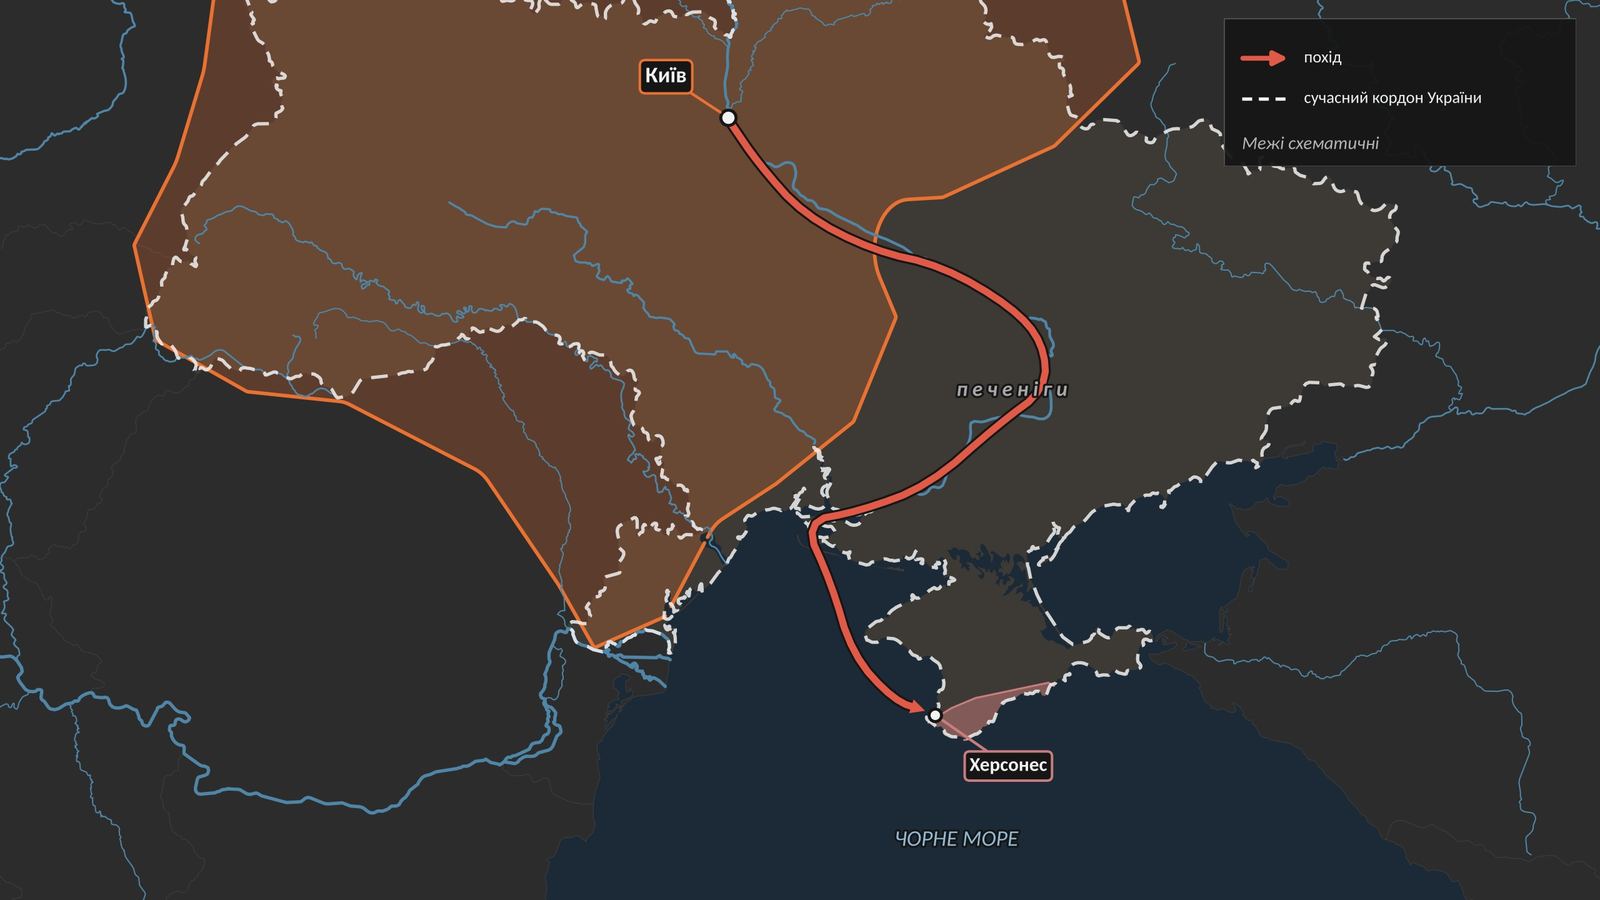 Київ
похід
сучасний кордон України
Межі схематичні
печеніги
Херсонес
ЧОРНЕ МОРЕ